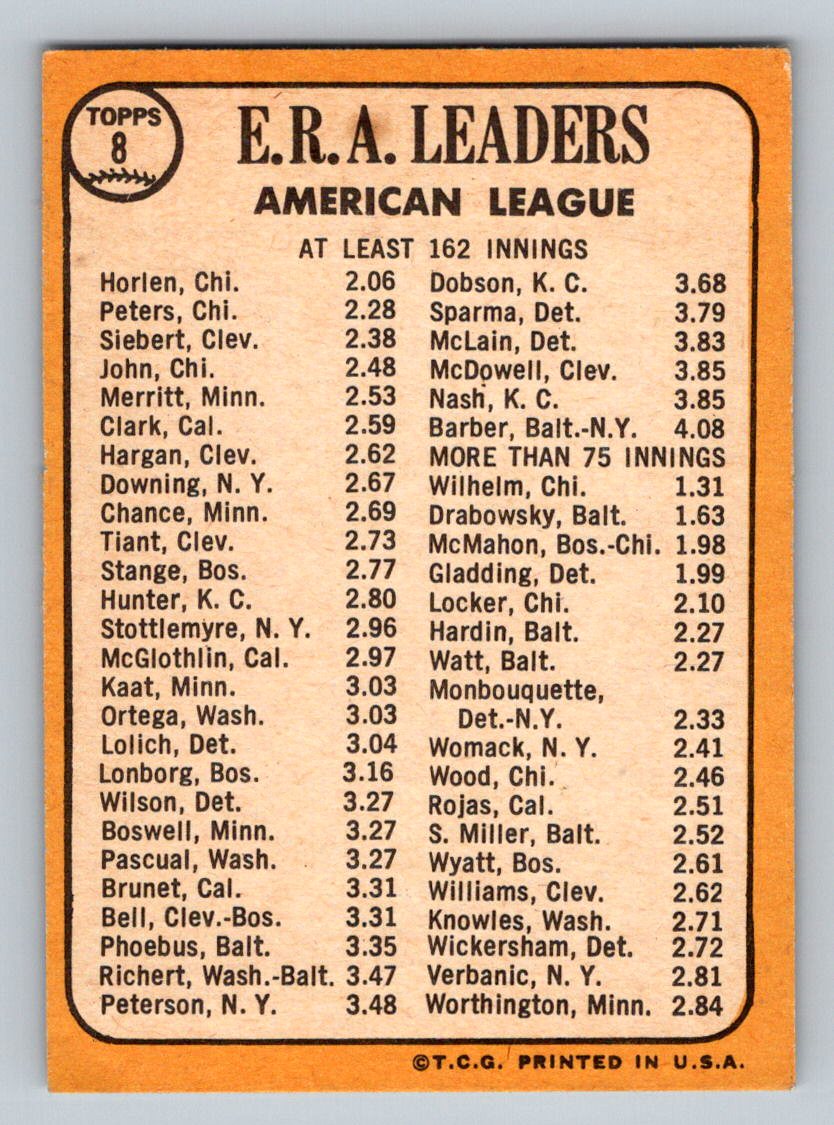 TOPPS
8
E.R.A. LEADERS
AMERICAN LEAGUE
AT LEAST 162 INNINGS
Horlen, Chi. 2.06
Peters, Chi. 2.28
Siebert, Clev. 2.38
John, Chi. 2.48
Merritt, Minn. 2.53
Clark, Cal. 2.59
Hargan, Clev. 2.62
Downing, N. Y. 2.67
Chance, Minn. 2.69
Tiant, Clev. 2.73
Stange, Bos. 2.77
Hunter, K. C. 2.80
Stottlemyre, N. Y. 2.96
McGlothlin, Cal. 2.97
Kaat, Minn. 3.03
Ortega, Wash. 3.03
Lolich, Det. 3.04
Lonborg, Bos. 3.16
Wilson, Det. 3.27
Boswell, Minn. 3.27
Pascual, Wash. 3.27
Brunet, Cal. 3.31
Bell, Clev.-Bos. 3.31
Phoebus, Balt. 3.35
Richert, Wash.-Balt. 3.47
Peterson, N. Y. 3.48
Dobson, K. C. 3.68
Sparma, Det. 3.79
McLain, Det. 3.83
McDowell, Clev. 3.85
Nash, K. C. 3.85
Barber, Balt.-N.Y. 4.08
MORE THAN 75 INNINGS
Wilhelm, Chi. 1.31
Drabowsky, Balt. 1.63
McMahon, Bos.-Chi. 1.98
Gladding, Det. 1.99
Locker, Chi. 2.10
Hardin, Balt. 2.27
Watt, Balt. 2.27
Monbouquette,
Det.-N.Y. 2.33
Womack, N. Y. 2.41
Wood, Chi. 2.46
Rojas, Cal. 2.51
S. Miller, Balt. 2.52
Wyatt, Bos. 2.61
Williams, Clev. 2.62
Knowles, Wash. 2.71
Wickersham, Det. 2.72
Verbanic, N. Y. 2.81
Worthington, Minn. 2.84
©T.C.G. PRINTED IN U.S.A.